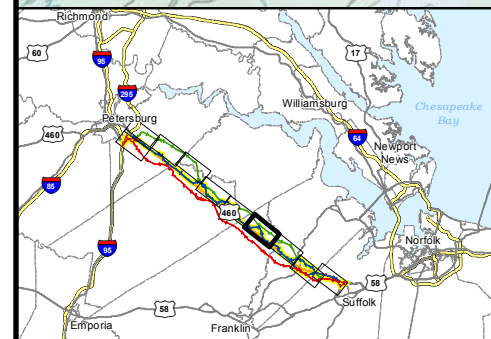 Richmond
60
17
95
295
Williamsburg
Chesapeake
Bay
Petersburg
460
64
Newport
News
85
460
95
Norfolk
58
Suffolk
58
Emporia
Franklin